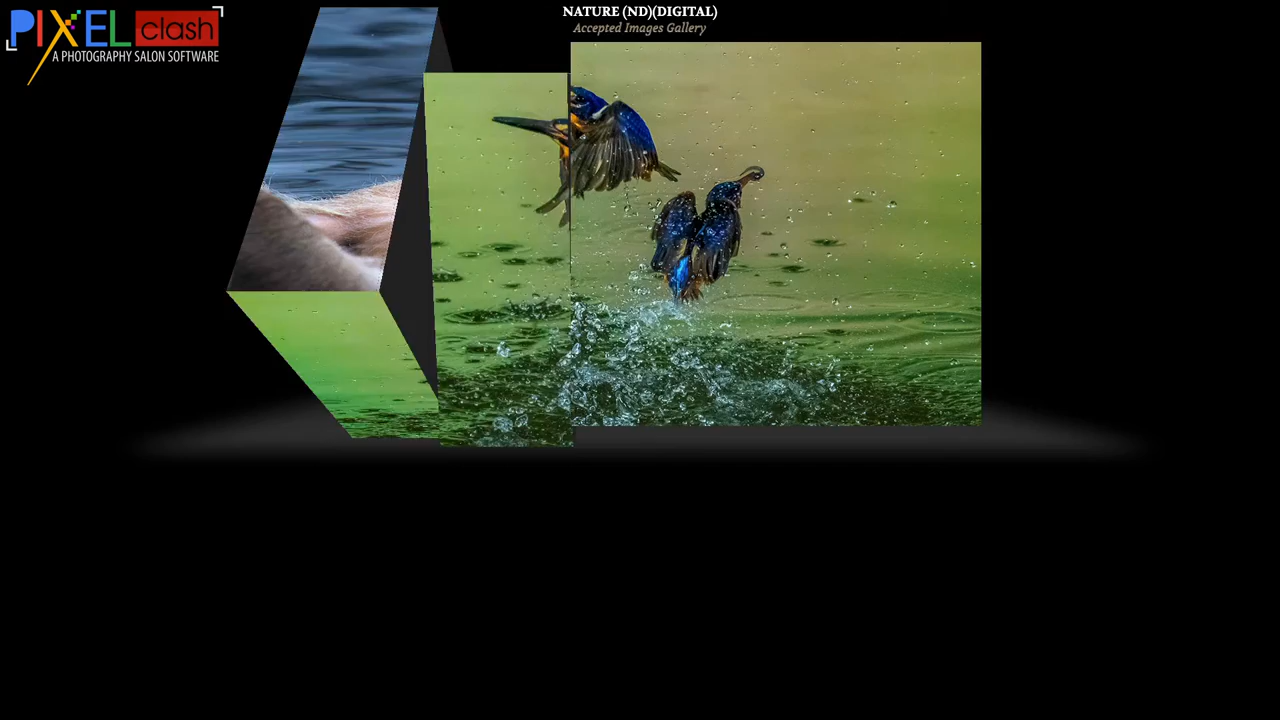 PIXEL clash
A PHOTOGRAPHY SALON SOFTWARE
NATURE (ND)(DIGITAL)
Accepted Images Gallery